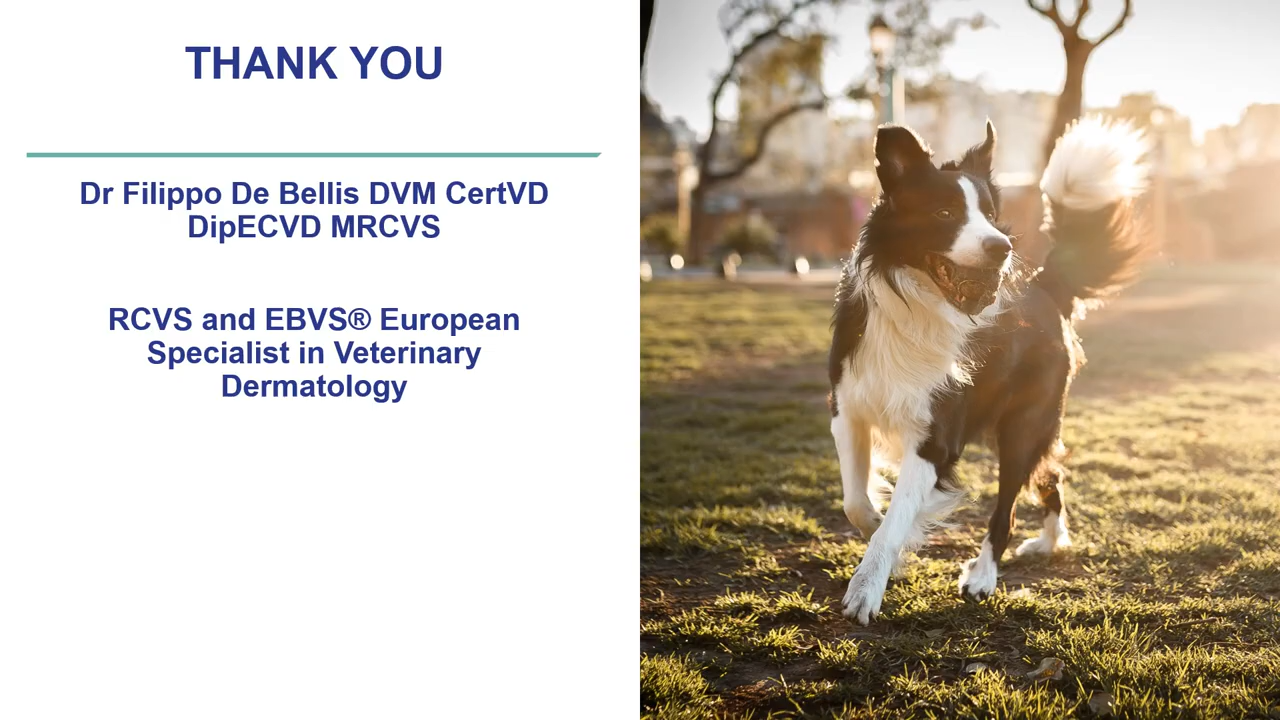 THANK YOU
Dr Filippo De Bellis DVM CertVD
DipECVD MRCVS
RCVS and EBVS® European
Specialist in Veterinary
Dermatology